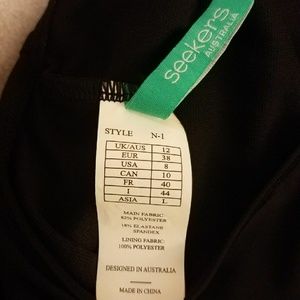 seekers
AUSTRALIA
STYLE N-1
UK/AUS 12
EUR 38
USA 8
CAN 10
FR 40
I 44
ASIA L
MAIN FABRIC
82% POLYESTER
18% ELASTANE
SPANDEX
LINING FABRIC
100% POLYESTER
DESIGNED IN AUSTRALIA
MADE IN CHINA